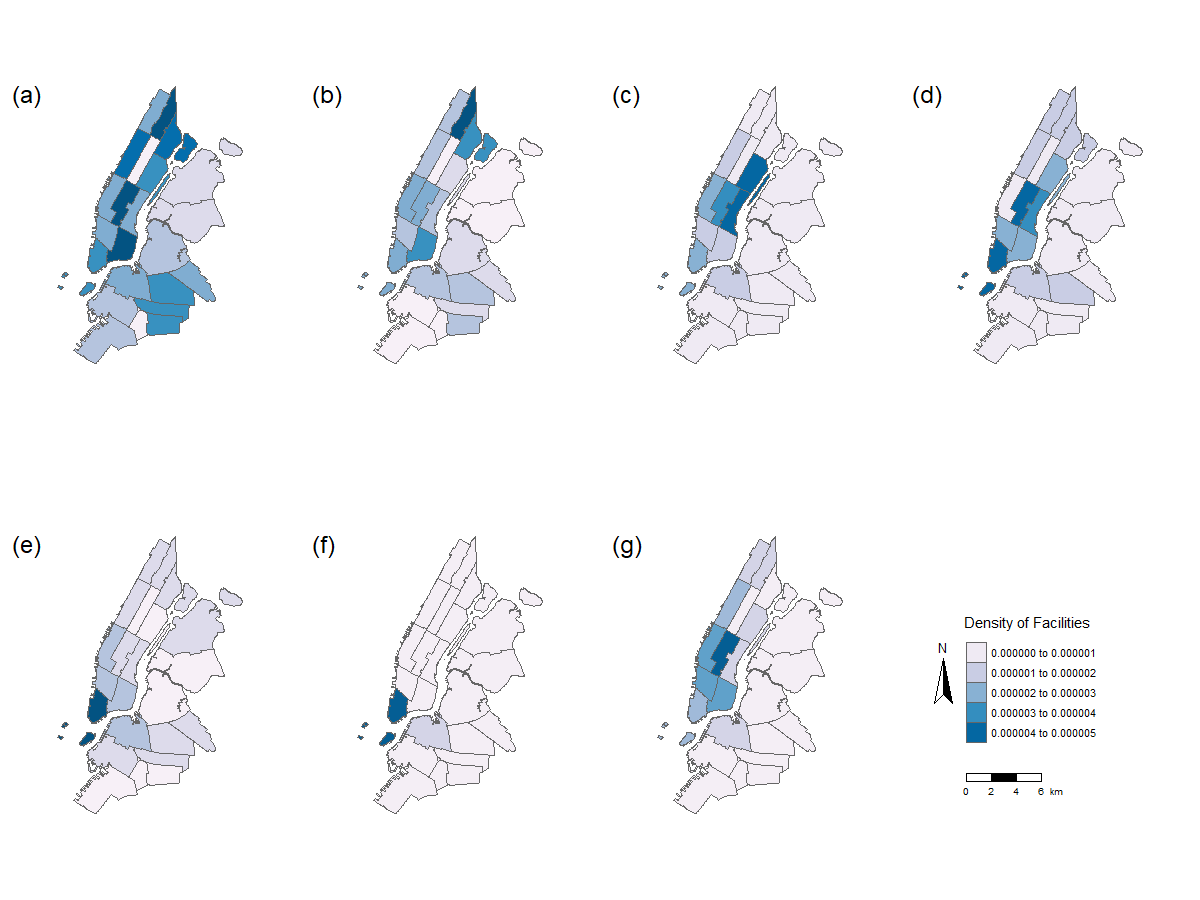 (a)
(b)
(c)
(d)
(e)
(f)
(g)
Density of Facilities
N
0.000000 to 0.000001
0.000001 to 0.000002
0.000002 to 0.000003
0.000003 to 0.000004
0.000004 to 0.000005
0 2 4 6 km